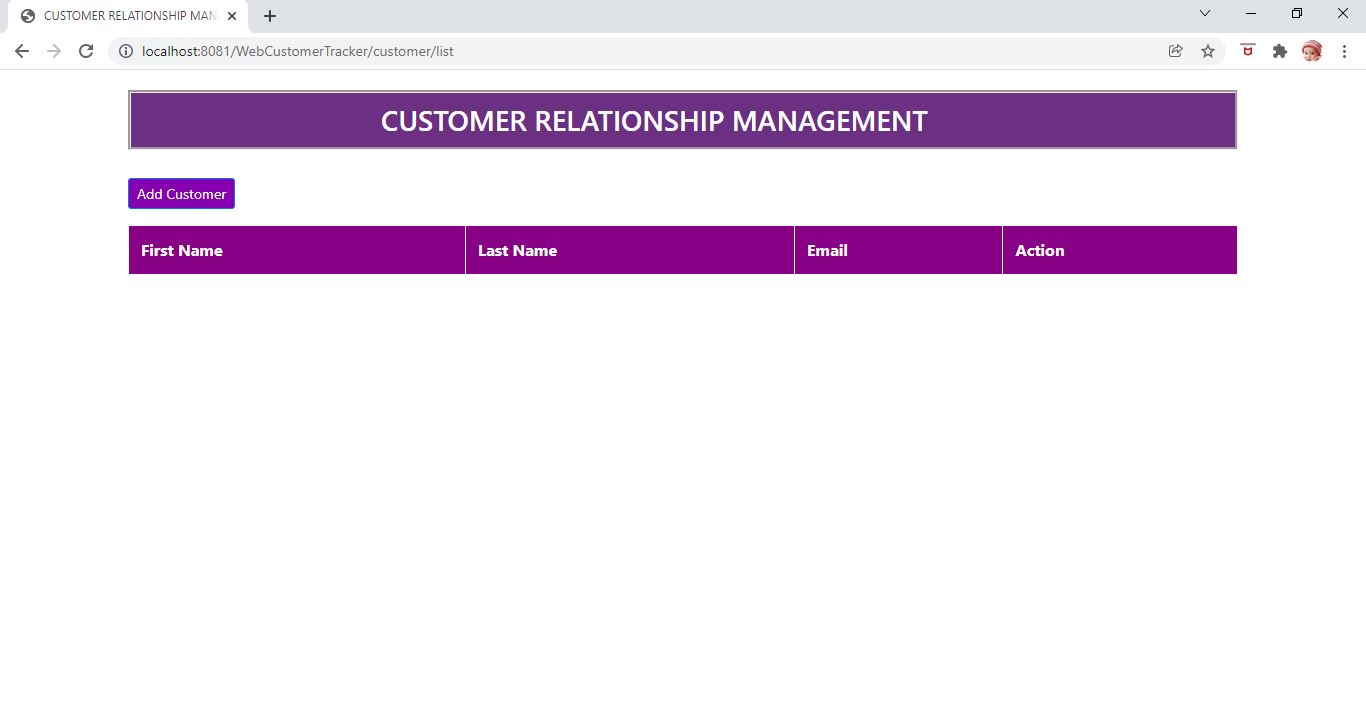 CUSTOMER RELATIONSHIP MAN
localhost:8081/WebCustomerTracker/customer/list
CUSTOMER RELATIONSHIP MANAGEMENT
Add Customer
First Name Last Name Email Action